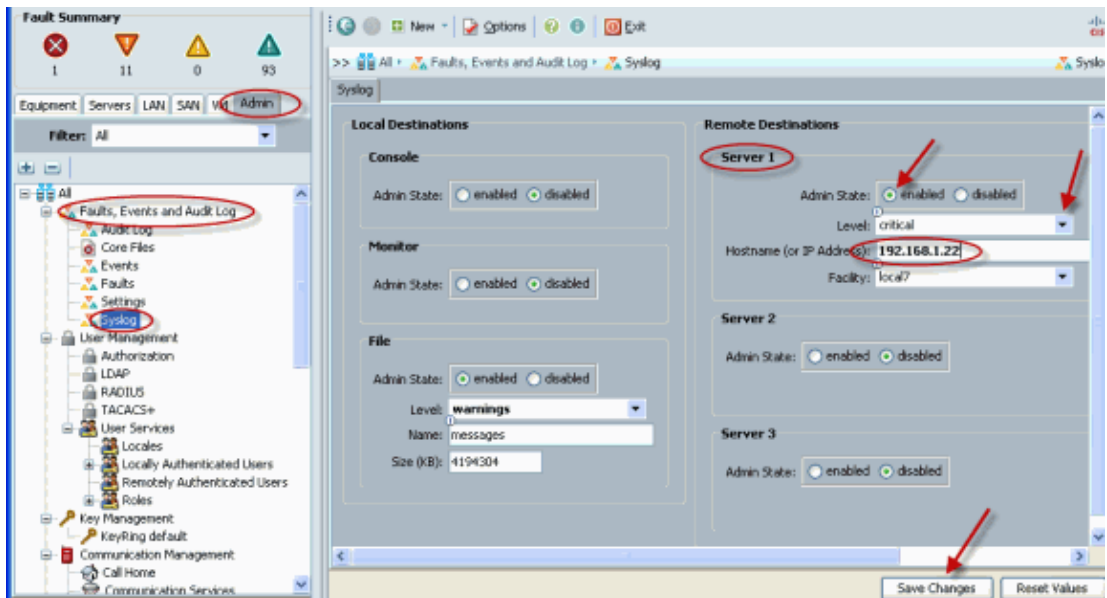 Fault Summary
1 11 0 93
Equipment Servers LAN SAN Admin
Filter: All
All
Faults, Events and Audit Log
Audit Log
Core Files
Events
Faults
Settings
Syslog
User Management
Authorization
LDAP
RADIUS
TACACS+
User Services
Locales
Locally Authenticated Users
Remotely Authenticated Users
Roles
Key Management
KeyRing default
Communication Management
Call Home
Communication Services
New Options Exit
>> All Faults, Events and Audit Log Syslog
Syslog
Local Destinations
Console
Admin State: enabled disabled
Monitor
Admin State: enabled disabled
File
Admin State: enabled disabled
Level: warnings
Name: messages
Size (KB): 4194304
Remote Destinations
Server 1
Admin State: enabled disabled
Level: critical
Hostname (or IP Address): 192.168.1.22
Facility: local7
Server 2
Admin State: enabled disabled
Server 3
Admin State: enabled disabled
Save Changes Reset Values